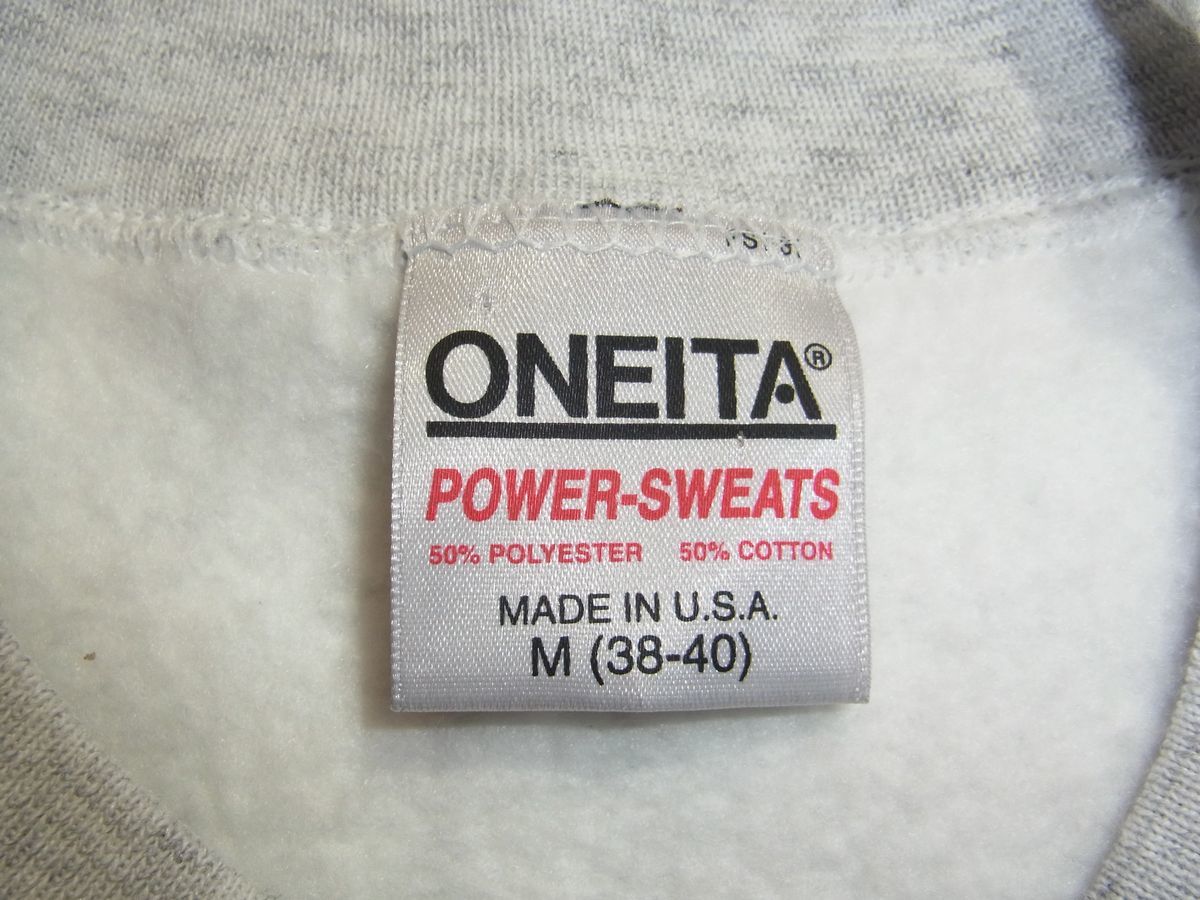 ONEITA®
POWER-SWEATS
50% POLYESTER 50% COTTON
MADE IN U.S.A.
M (38-40)